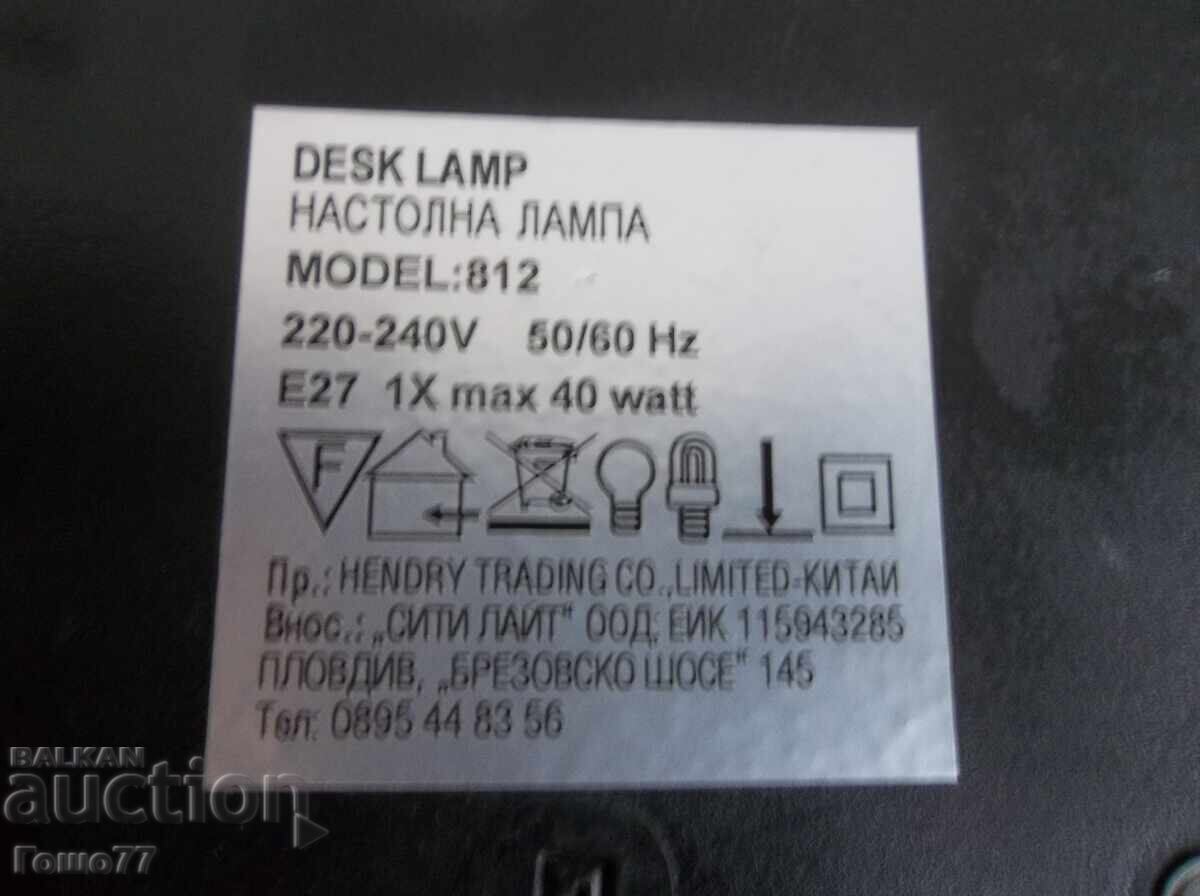 DESK LAMP
НАСТОЛНА ЛАМПА
MODEL:812
220-240V 50/60 Hz
E27 1X max 40 watt
F
Пр.: HENDRY TRADING CO.,LIMITED-КИТАЙ
Внос.: „СИТИ ЛАЙТ" ООД; ЕИК 115943285
ПЛОВДИВ, „БРЕЗОВСКО ШОСЕ" 145
Тел: 0895 44 83 56
BALKAN
auction
Гошо77